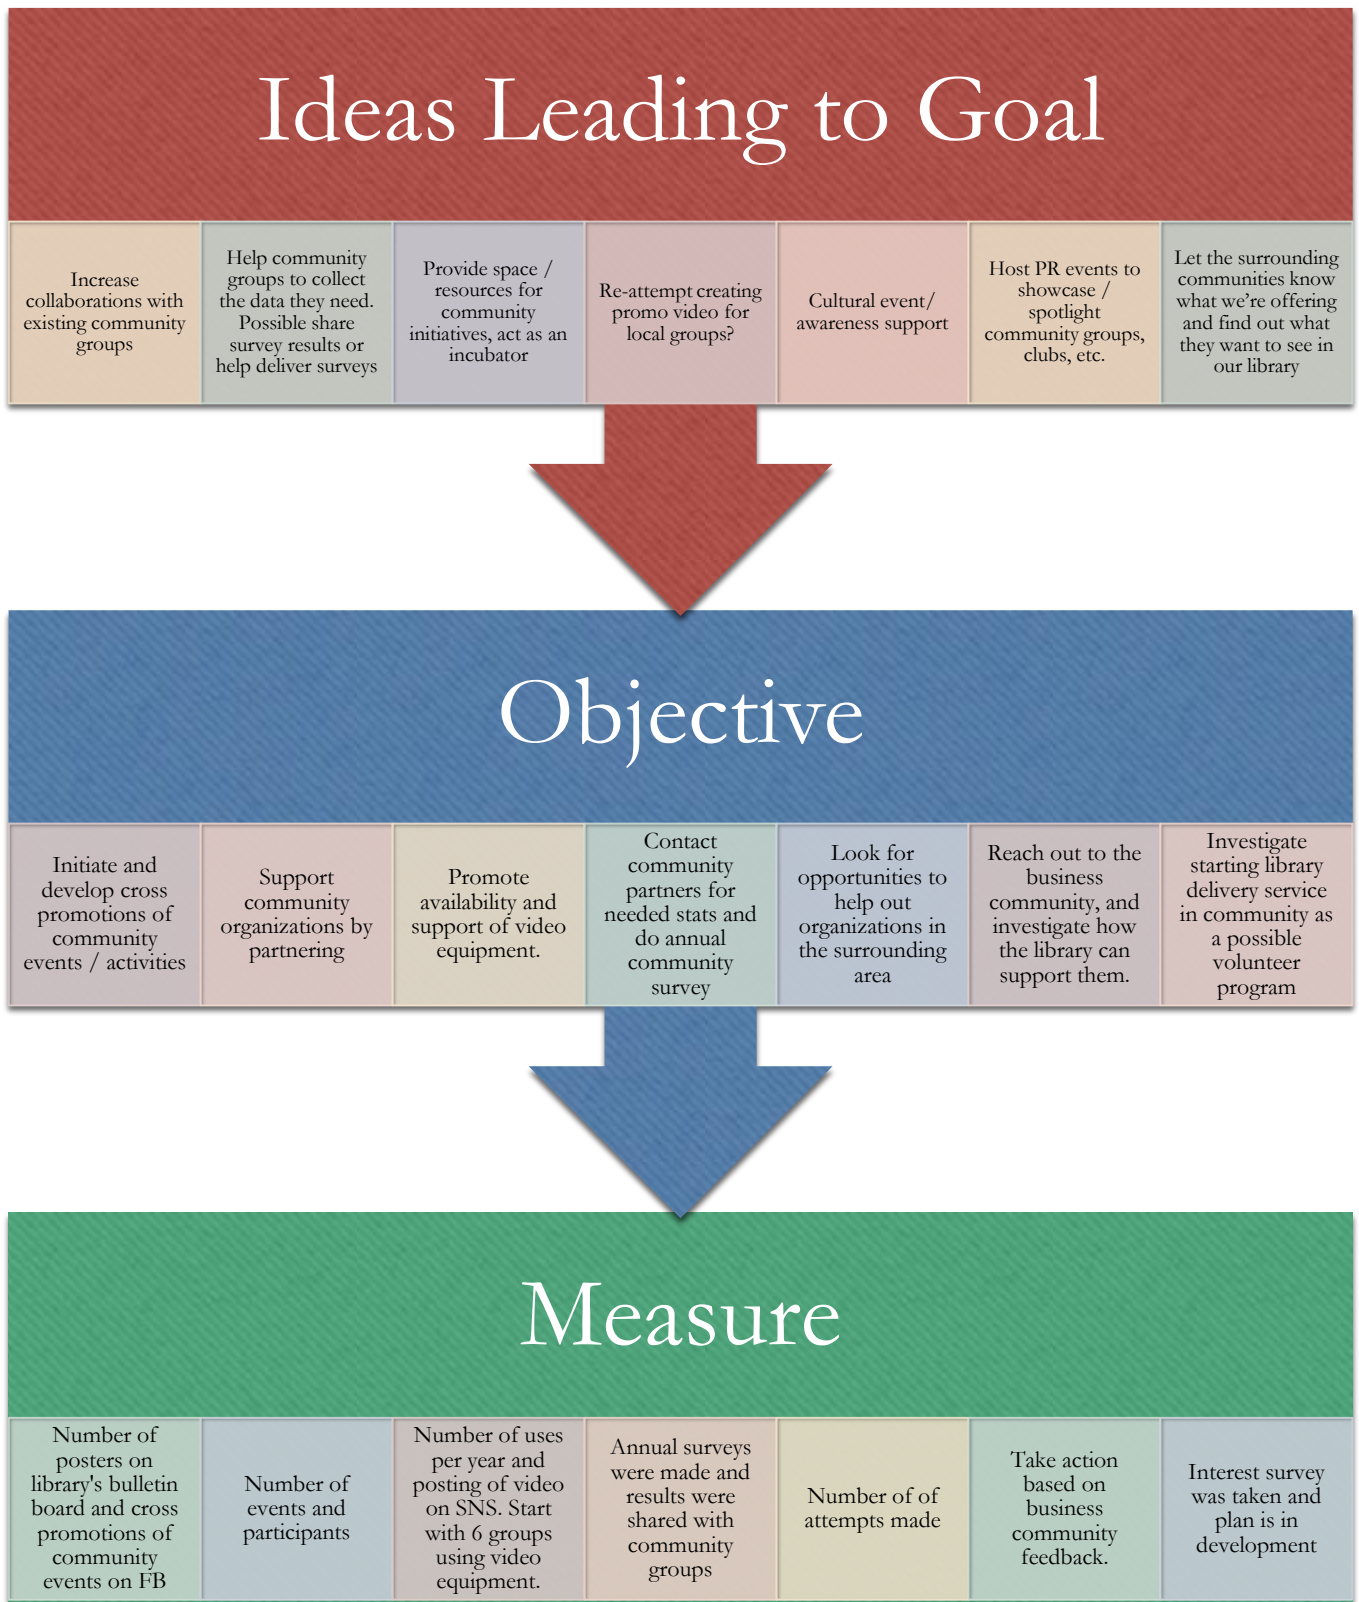 Ideas Leading to Goal
Increase
collaborations with
existing community
groups
Help community
groups to collect
the data they need.
Possible share
survey results or
help deliver surveys
Provide space /
resources for
community
initiatives, act as an
incubator
Re-attempt creating
promo video for
local groups?
Cultural event/
awareness support
Host PR events to
showcase /
spotlight
community groups,
clubs, etc.
Let the surrounding
communities know
what we're offering
and find out what
they want to see in
our library
Objective
Initiate and
develop cross
promotions of
community
events / activities
Support
community
organizations by
partnering
Promote
availability and
support of video
equipment.
Contact
community
partners for
needed stats and
do annual
community
survey
Look for
opportunities to
help out
organizations in
the surrounding
area
Reach out to the
business
community, and
investigate how
the library can
support them.
Investigate
starting library
delivery service
in community as
a possible
volunteer
program
Measure
Number of
posters on
library's bulletin
board and cross
promotions of
community
events on FB
Number of
events and
participants
Number of uses
per year and
posting of video
on SNS. Start
with 6 groups
using video
equipment.
Annual surveys
were made and
results were
shared with
community
groups
Number of of
attempts made
Take action
based on
business
community
feedback.
Interest survey
was taken and
plan is in
development